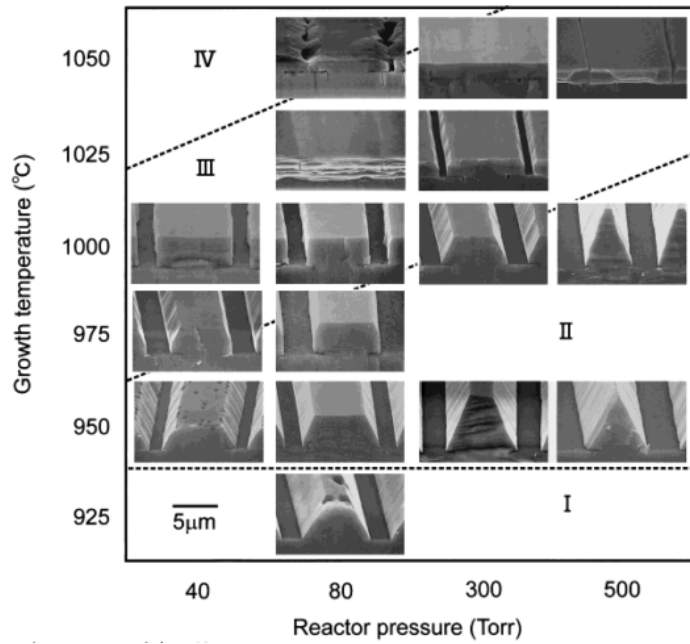 1050
IV
1025
III
1000
975
II
950
925
5μm
I
40
80
300
500
Growth temperature (°C)
Reactor pressure (Torr)